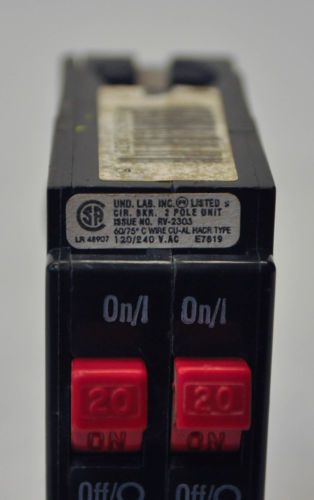 UND. LAB. INC. LISTED
CIR. BKR. 2 POLE UNIT
ISSUE NO. RV-2303
60/75° C WIRE CU-AL HACR TYPE
LR 48907 120/240 V.AC E7819
On/I On/I
20 20
ON ON
Off/O Off/O